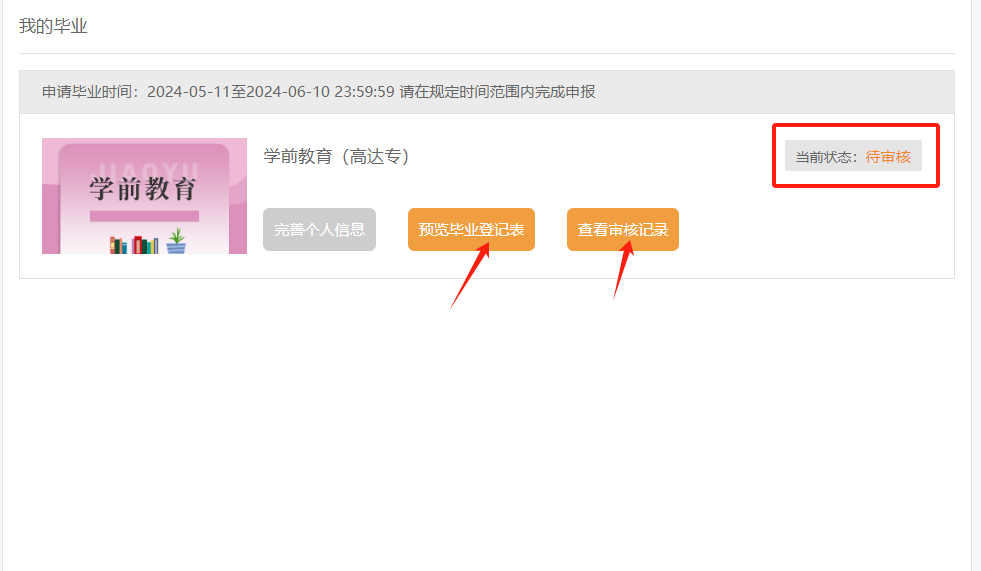 我的毕业
申请毕业时间：2024-05-11至2024-06-10 23:59:59 请在规定时间范围内完成申报
JIAOYU
学前教育
学前教育（高达专）
当前状态：待审核
完善个人信息
预览毕业登记表
查看审核记录